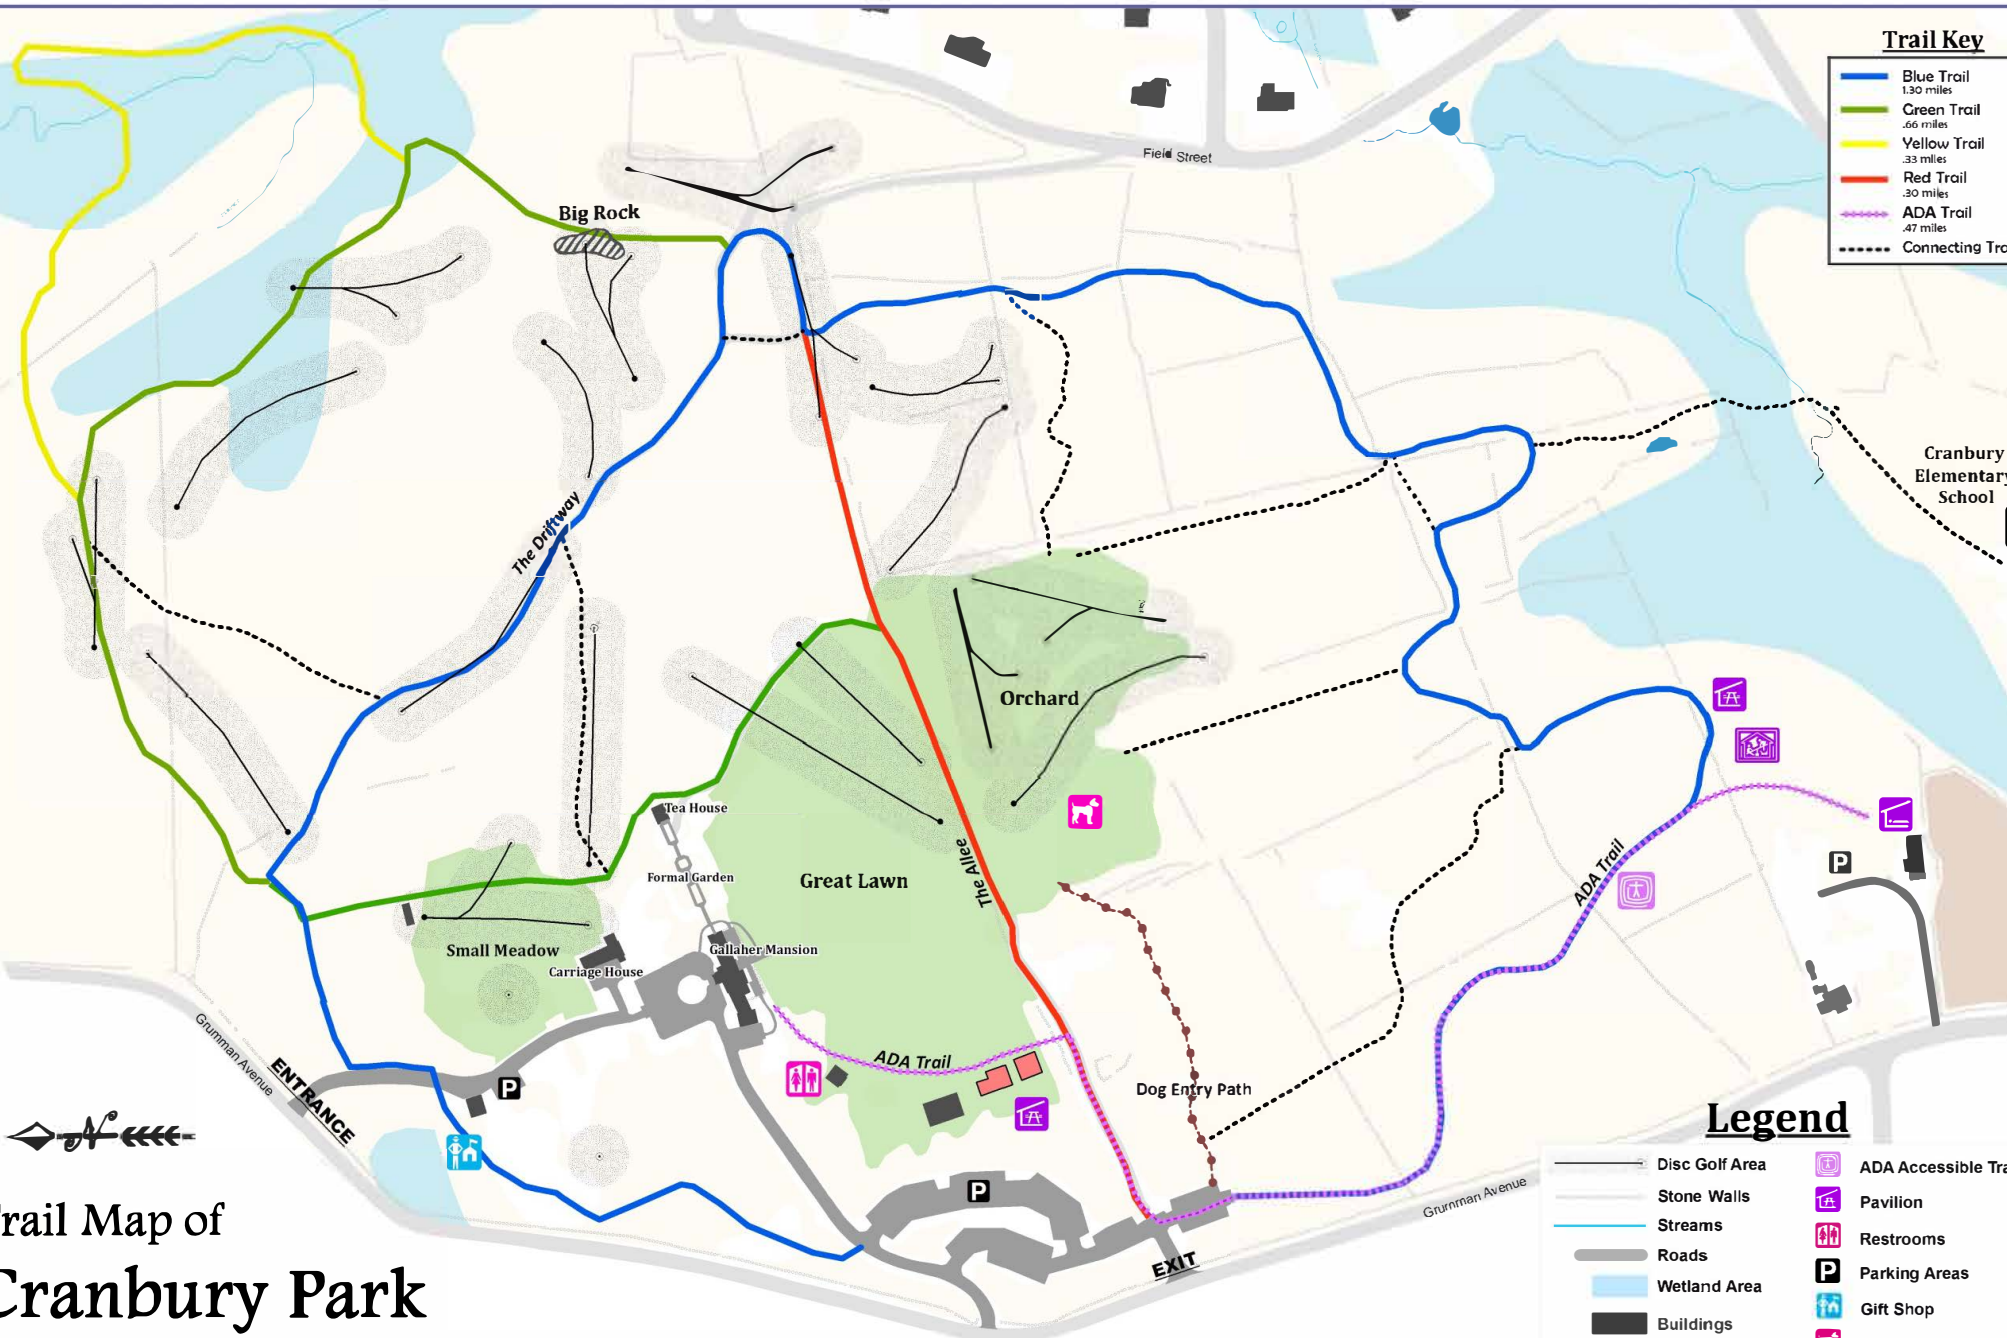 Trail Key
Blue Trail
1.30 miles
Green Trail
.66 miles
Yellow Trail
.33 miles
Red Trail
.30 miles
ADA Trail
.47 miles
Connecting Tra
Field Street
Big Rock
Cranbury
Elementary
School
The Driftway
Orchard
Tea House
Formal Garden
Great Lawn
The Allee
ADA Trail
Small Meadow
Gallaher Mansion
Carriage House
P
ADA Trail
Grumman Avenue
ENTRANCE
P
Dog Entry Path
N
P
Grumman Avenue
EXIT
Trail Map of
Cranbury Park
Legend
Disc Golf Area
Stone Walls
Streams
Roads
Wetland Area
Buildings
ADA Accessible Tra
Pavilion
Restrooms
P Parking Areas
Gift Shop